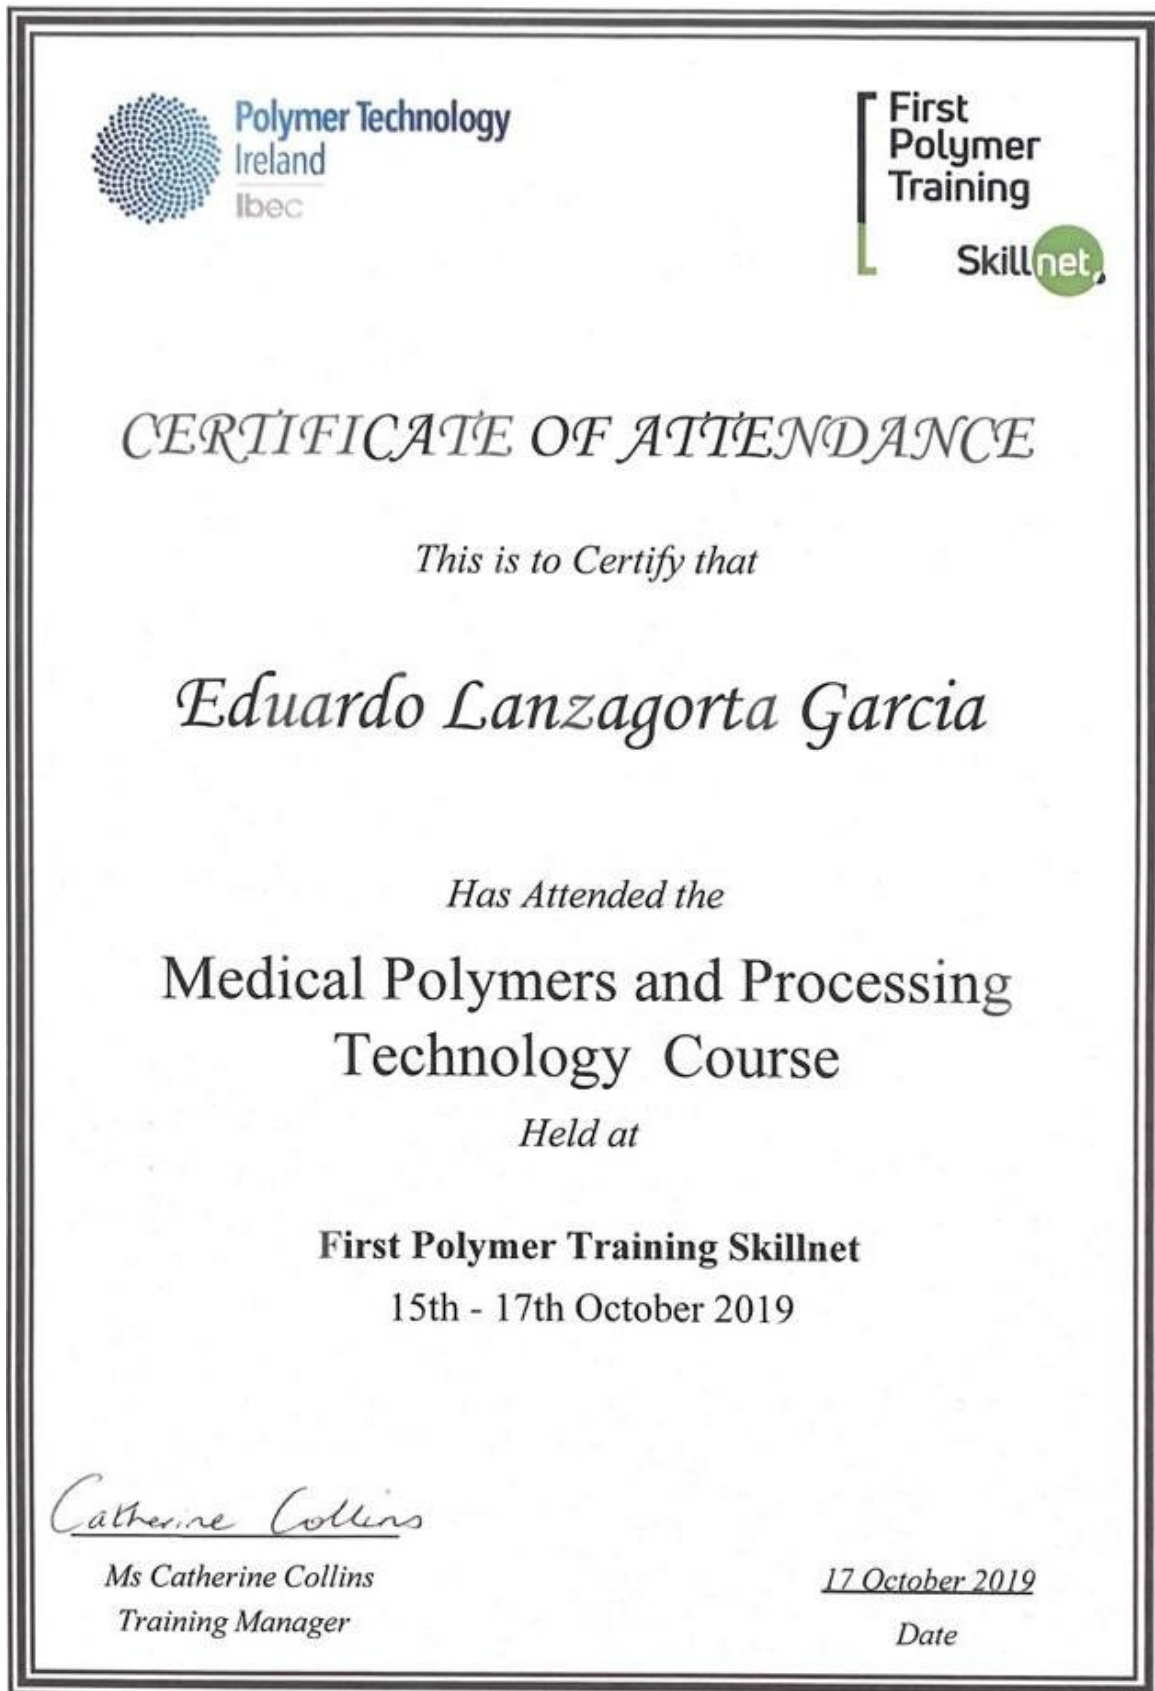 Polymer Technology
Ireland
Ibec
First
Polymer
Training
Skillnet
CERTIFICATE OF ATTENDANCE
This is to Certify that
Eduardo Lanzagorta Garcia
Has Attended the
Medical Polymers and Processing
Technology Course
Held at
First Polymer Training Skillnet
15th - 17th October 2019
Catherine Collins
Ms Catherine Collins
Training Manager
17 October 2019
Date